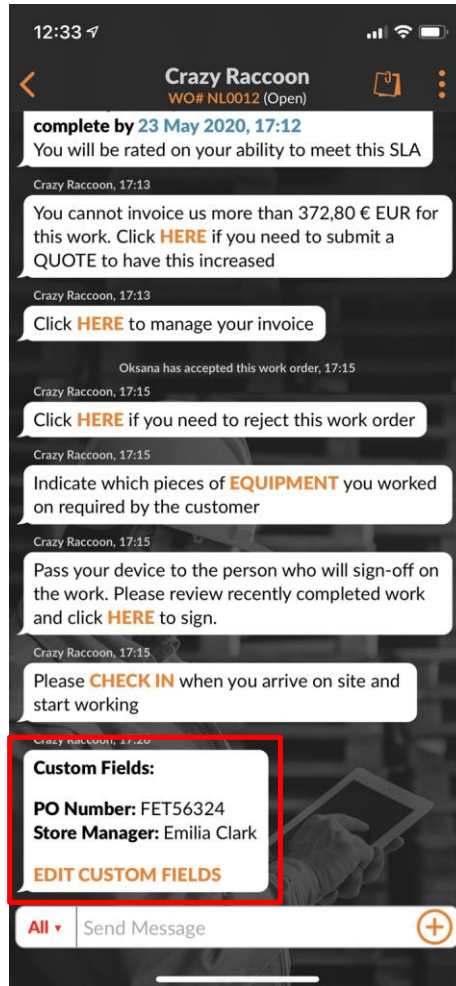 12:33
Crazy Raccoon
WO# NL0012 (Open)
complete by 23 May 2020, 17:12
You will be rated on your ability to meet this SLA
Crazy Raccoon, 17:13
You cannot invoice us more than 372,80 € EUR for
this work. Click HERE if you need to submit a
QUOTE to have this increased
Crazy Raccoon, 17:13
Click HERE to manage your invoice
Oksana has accepted this work order, 17:15
Crazy Raccoon, 17:15
Click HERE if you need to reject this work order
Crazy Raccoon, 17:15
Indicate which pieces of EQUIPMENT you worked
on required by the customer
Crazy Raccoon, 17:15
Pass your device to the person who will sign-off on
the work. Please review recently completed work
and click HERE to sign.
Crazy Raccoon, 17:15
Please CHECK IN when you arrive on site and
start working
Crazy Raccoon, 17:20
Custom Fields:
PO Number: FET56324
Store Manager: Emilia Clark
EDIT CUSTOM FIELDS
All Send Message